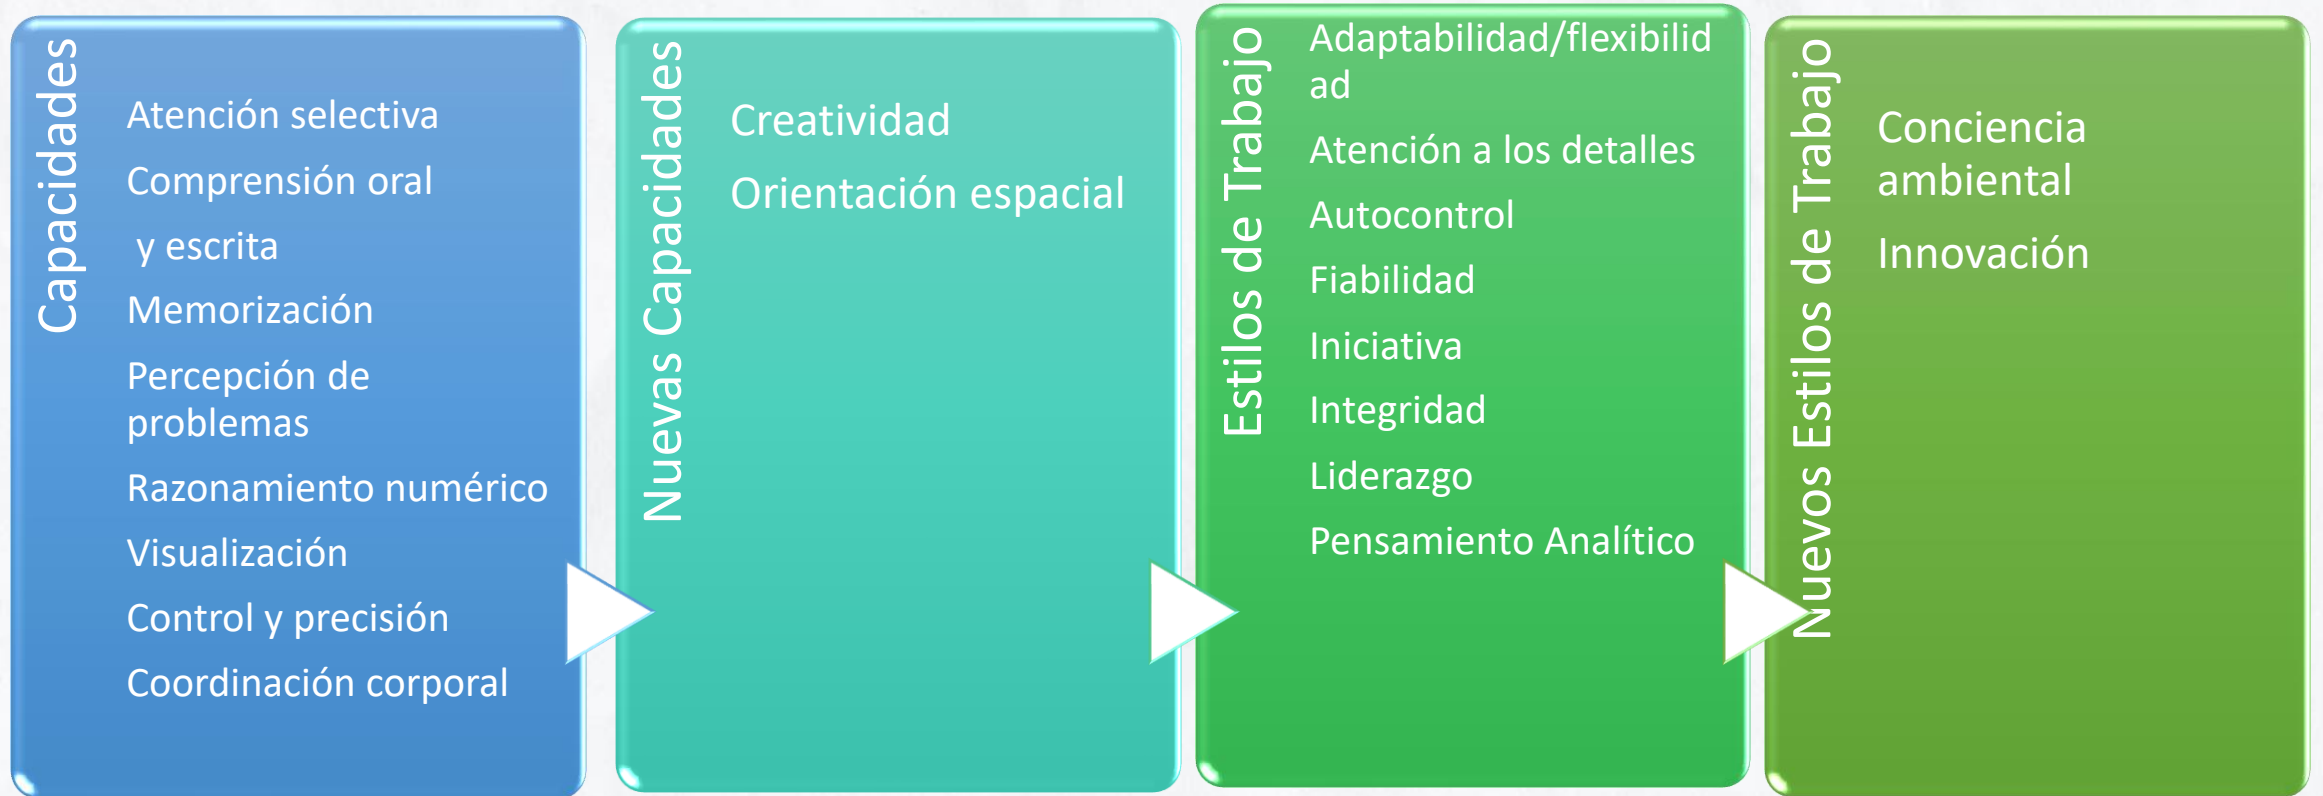 Capacidades
Atención selectiva
Comprensión oral
y escrita
Memorización
Percepción de
problemas
Razonamiento numérico
Visualización
Control y precisión
Coordinación corporal
Nuevas Capacidades
Creatividad
Orientación espacial
Estilos de Trabajo
Adaptabilidad/flexibilid
ad
Atención a los detalles
Autocontrol
Fiabilidad
Iniciativa
Integridad
Liderazgo
Pensamiento Analítico
Nuevos Estilos de Trabajo
Conciencia
ambiental
Innovación